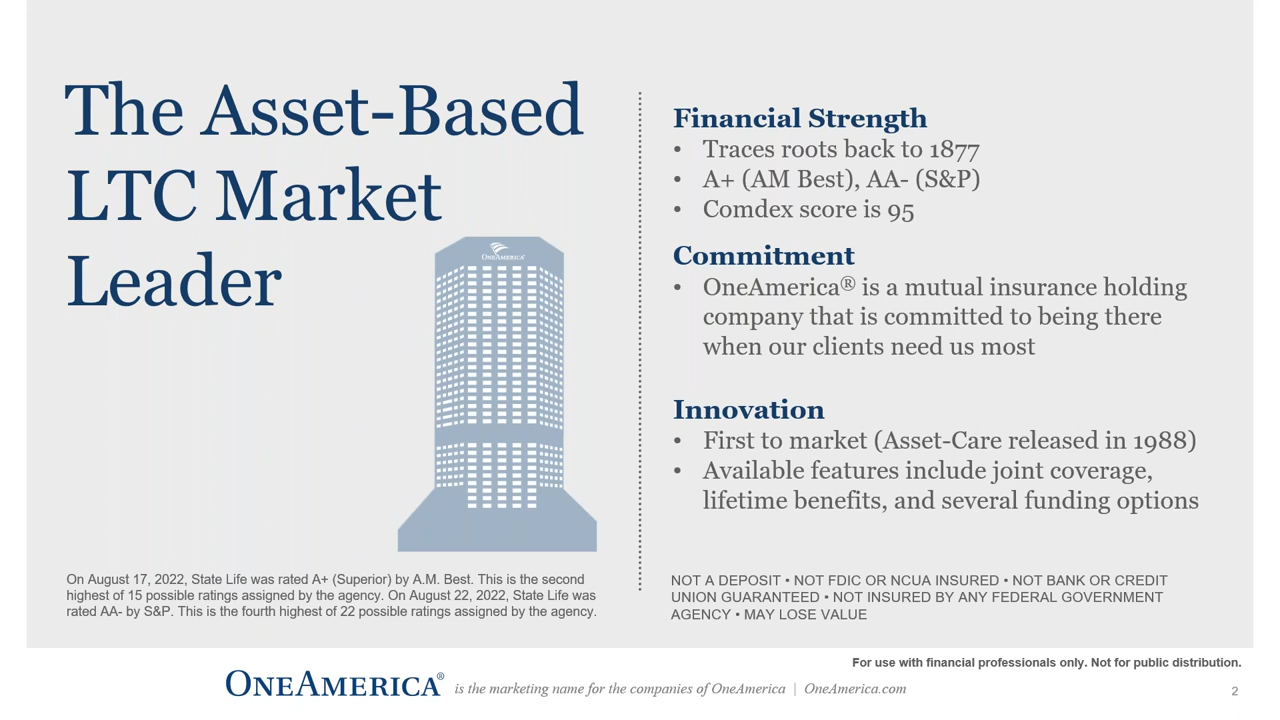 The Asset-Based
LTC Market
Leader
ONEAMERICA®
On August 17, 2022, State Life was rated A+ (Superior) by A.M. Best. This is the second
highest of 15 possible ratings assigned by the agency. On August 22, 2022, State Life was
rated AA- by S&P. This is the fourth highest of 22 possible ratings assigned by the agency.
Financial Strength
• Traces roots back to 1877
• A+ (AM Best), AA- (S&P)
• Comdex score is 95
Commitment
• OneAmerica® is a mutual insurance holding
company that is committed to being there
when our clients need us most
Innovation
• First to market (Asset-Care released in 1988)
• Available features include joint coverage,
lifetime benefits, and several funding options
NOT A DEPOSIT • NOT FDIC OR NCUA INSURED • NOT BANK OR CREDIT
UNION GUARANTEED • NOT INSURED BY ANY FEDERAL GOVERNMENT
AGENCY • MAY LOSE VALUE
For use with financial professionals only. Not for public distribution.
ONEAMERICA® is the marketing name for the companies of OneAmerica | OneAmerica.com
2